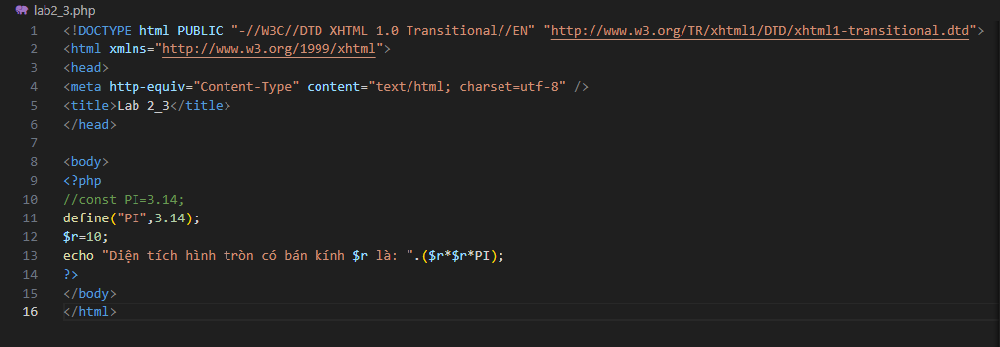 lab2_3.php
1 <!DOCTYPE html PUBLIC "-//W3C//DTD XHTML 1.0 Transitional//EN" "http://www.w3.org/TR/xhtml1/DTD/xhtml1-transitional.dtd">
2 <html xmlns="http://www.w3.org/1999/xhtml">
3 <head>
4 <meta http-equiv="Content-Type" content="text/html; charset=utf-8" />
5 <title>Lab 2_3</title>
6 </head>
7
8 <body>
9 <?php
10 //const PI=3.14;
11 define("PI",3.14);
12 $r=10;
13 echo "Diện tích hình tròn có bán kính $r là: ".($r*$r*PI);
14 ?>
15 </body>
16 </html>